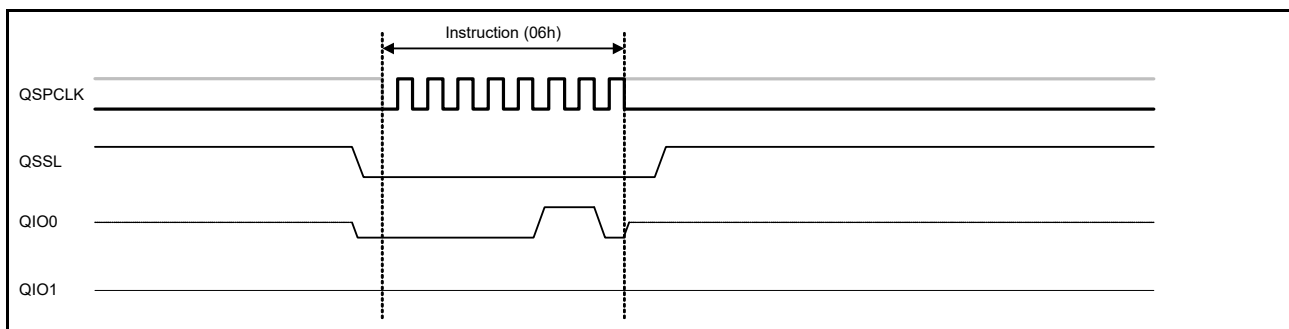 Instruction (06h)
QSPCLK
QSSL
QIO0
QIO1